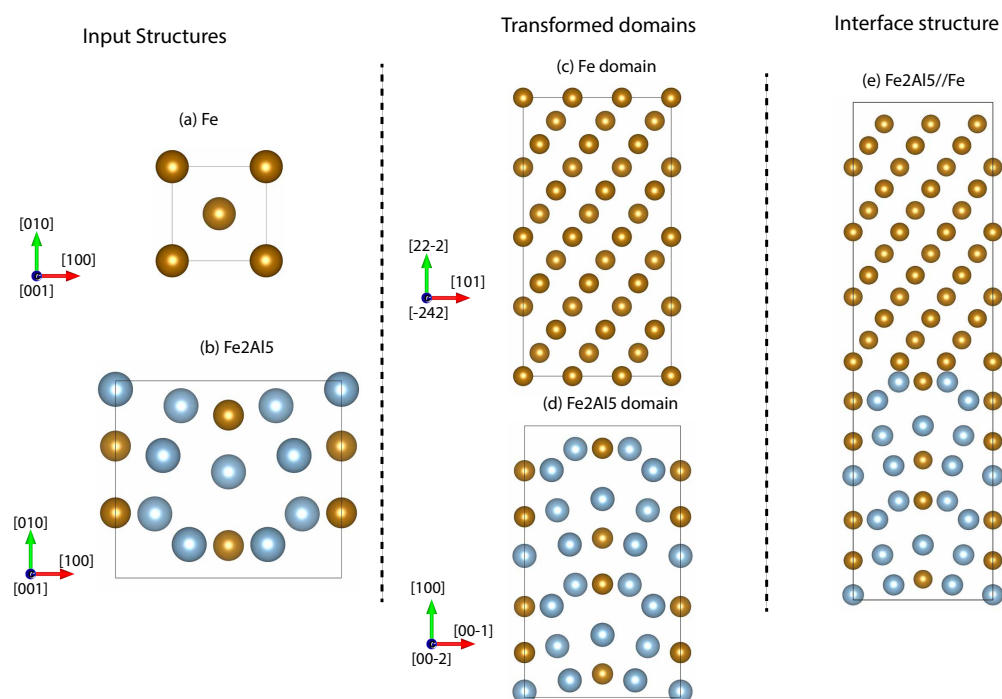 Input Structures
Transformed domains
Interface structure
(a) Fe
[010]
[100]
[001]
(b) Fe2Al5
[010]
[100]
[001]
(c) Fe domain
[22-2]
[101]
[-242]
(d) Fe2Al5 domain
[100]
[00-1]
[00-2]
(e) Fe2Al5//Fe